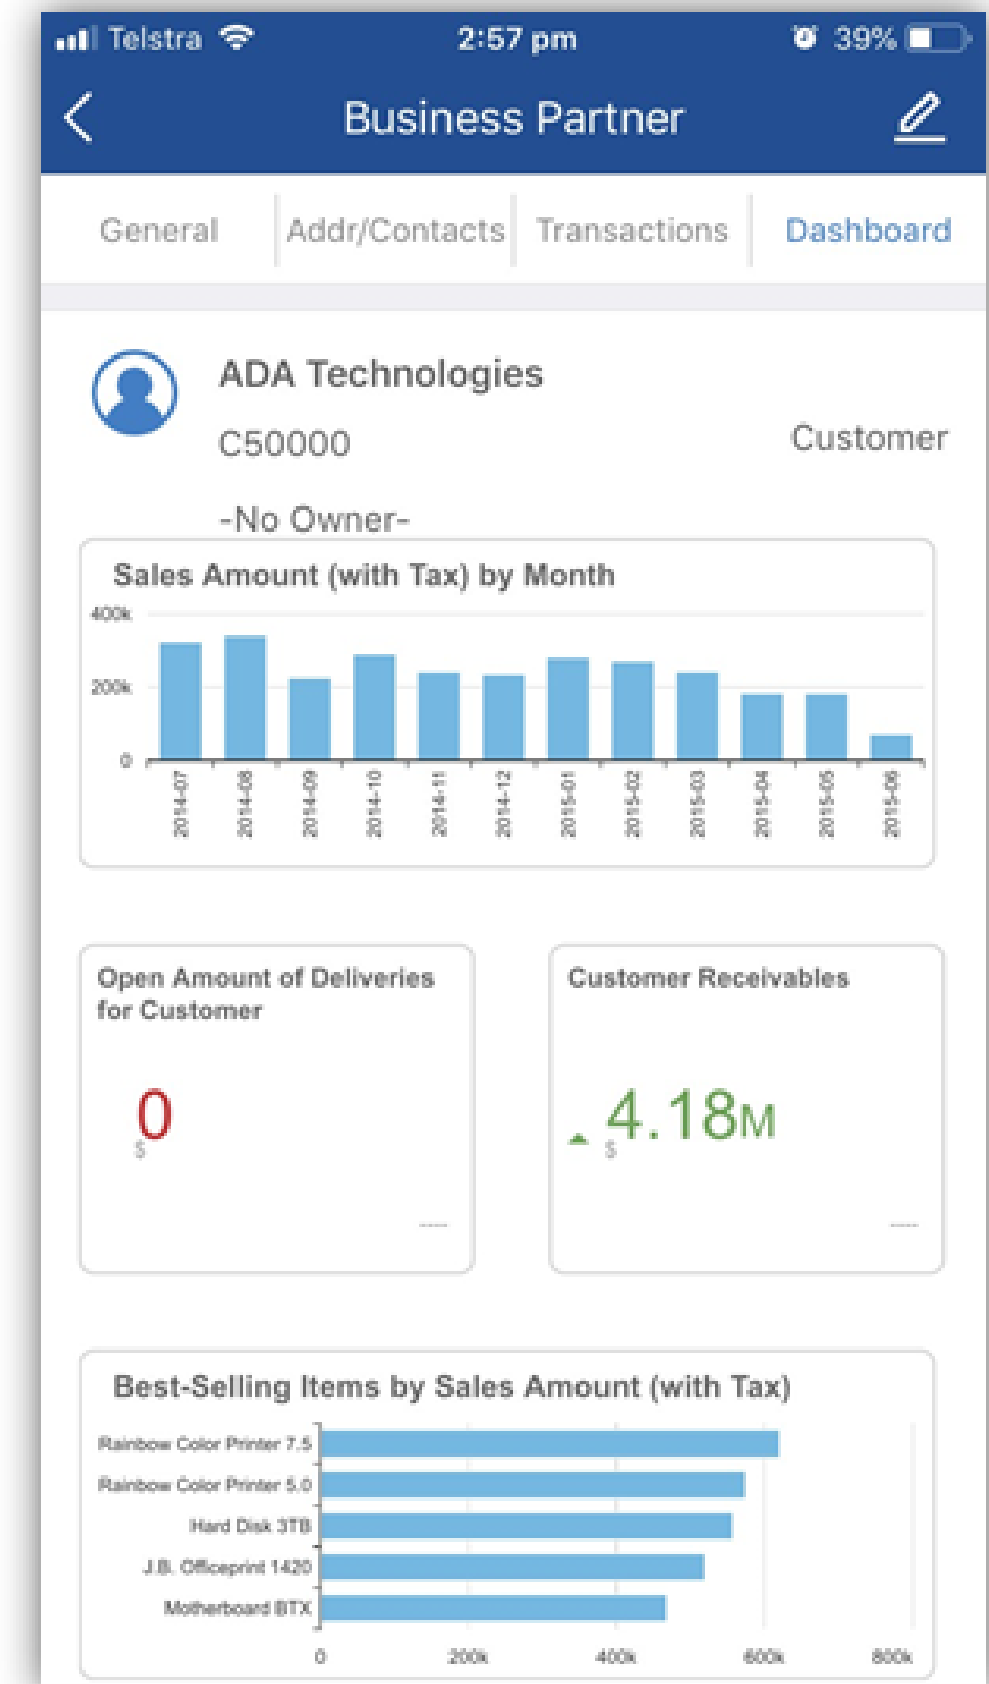 Telstra 2:57 pm 39%
Business Partner
General Addr/Contacts Transactions Dashboard
ADA Technologies
C50000 Customer
-No Owner-
Sales Amount (with Tax) by Month
400k
200k
0
2014-07 2014-08 2014-09 2014-10 2014-11 2014-12 2015-01 2015-02 2015-03 2015-04 2015-05 2015-06
Open Amount of Deliveries
for Customer
0
$
Customer Receivables
4.18M
$
----
----
Best-Selling Items by Sales Amount (with Tax)
Rainbow Color Printer 7.5
Rainbow Color Printer 5.0
Hard Disk 3TB
J.B. Officeprint 1420
Motherboard BTX
0 200k 400k 600k 800k